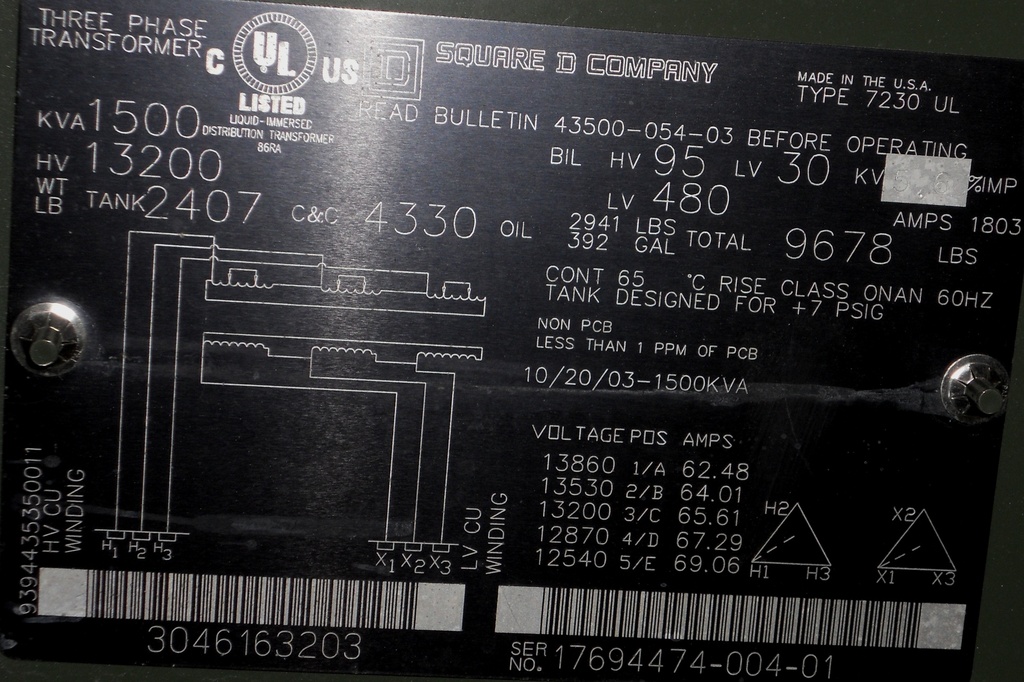 THREE PHASE
TRANSFORMER
C UL US
LISTED
LIQUID-IMMERSED
DISTRIBUTION TRANSFORMER
86RA
D SQUARE D COMPANY
MADE IN THE U.S.A.
TYPE 7230 UL
READ BULLETIN 43500-054-03 BEFORE OPERATING
KVA 1500
BIL HV 95 LV 30 KV %IMP
HV 13200
LV 480
AMPS 1803
WT LB TANK 2407 C&C 4330 OIL 2941 LBS 392 GAL TOTAL 9678 LBS
CONT 65 °C RISE CLASS ONAN 60HZ
TANK DESIGNED FOR +7 PSIG
NON PCB
LESS THAN 1 PPM OF PCB
10/20/03-1500KVA
VOLTAGE POS AMPS
13860 1/A 62.48
13530 2/B 64.01
13200 3/C 65.61
12870 4/D 67.29
12540 5/E 69.06
H2
H1 H3
X2
X1 X3
9394435350011
HV CU
WINDING
H1 H2 H3
X1 X2 X3
LV CU
WINDING
3046163203
SER
NO. 17694474-004-01